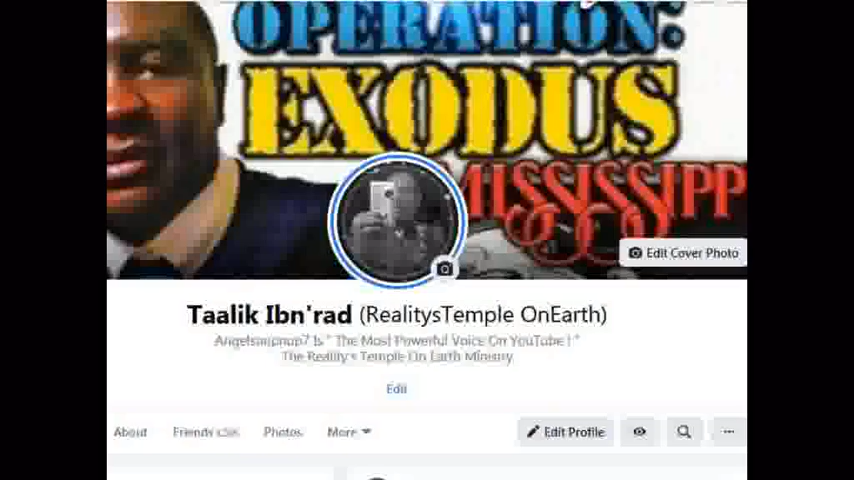 OPERATION:
EXODUS
MISSISSIPP
Edit Cover Photo
Taalik Ibn'rad (RealitysTemple OnEarth)
Is " The Most Powerful Voice On YouTube ! "
The Reality's Temple On Earth Ministry
Edit
About Friends Photos More Edit Profile